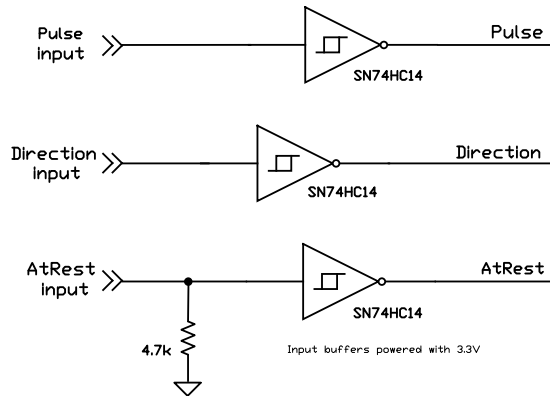 Pulse
input
Pulse
SN74HC14
Direction
input
Direction
SN74HC14
AtRest
input
AtRest
SN74HC14
4.7k
Input buffers powered with 3.3V